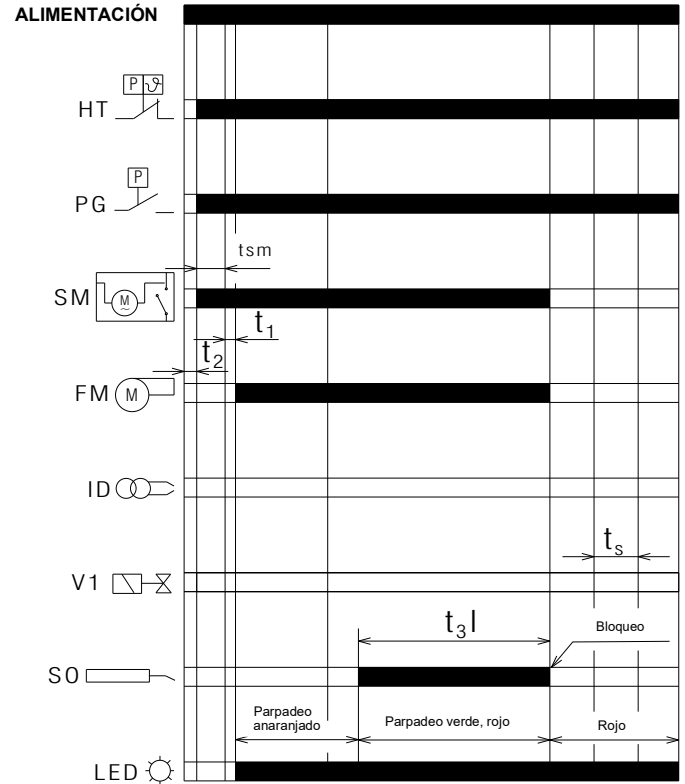 ALIMENTACIÓN
P ϑ
HT
P
PG
tsm
SM M ~
t1
t2
FM M
ID
ts
V1
t3l
Bloqueo
SO
Parpadeo
anaranjado
Parpadeo verde, rojo
Rojo
LED